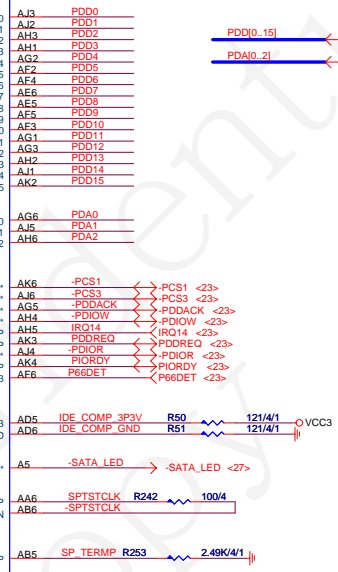 AJ3 PDD0
AJ2 PDD1
AH3 PDD2
AH1 PDD3
AG2 PDD4
AF2 PDD5
AF4 PDD6
AE6 PDD7
AE5 PDD8
AF5 PDD9
AF3 PDD10
AG1 PDD11
AG3 PDD12
AH2 PDD13
AJ1 PDD14
AK2 PDD15
PDD[0..15]
PDA[0..2]
AG6 PDA0
AJ5 PDA1
AH6 PDA2
AK6 -PCS1 -PCS1 <23>
AJ6 -PCS3 -PCS3 <23>
AG5 -PDDACK -PDDACK <23>
AH4 -PDIOW -PDIOW <23>
AH5 IRQ14 IRQ14 <23>
AK3 PDDREQ PDDREQ <23>
AJ4 -PDIOR -PDIOR <23>
AK4 PIORDY PIORDY <23>
AF6 P66DET P66DET <23>
AD5 IDE_COMP_3P3V R50 121/4/1 VCC3
AD6 IDE_COMP_GND R51 121/4/1
A5 -SATA_LED -SATA_LED <27>
AA6 SPTSTCLK R242 100/4
AB6 -SPTSTCLK
AB5 SP_TERMP R253 2.49K/4/1